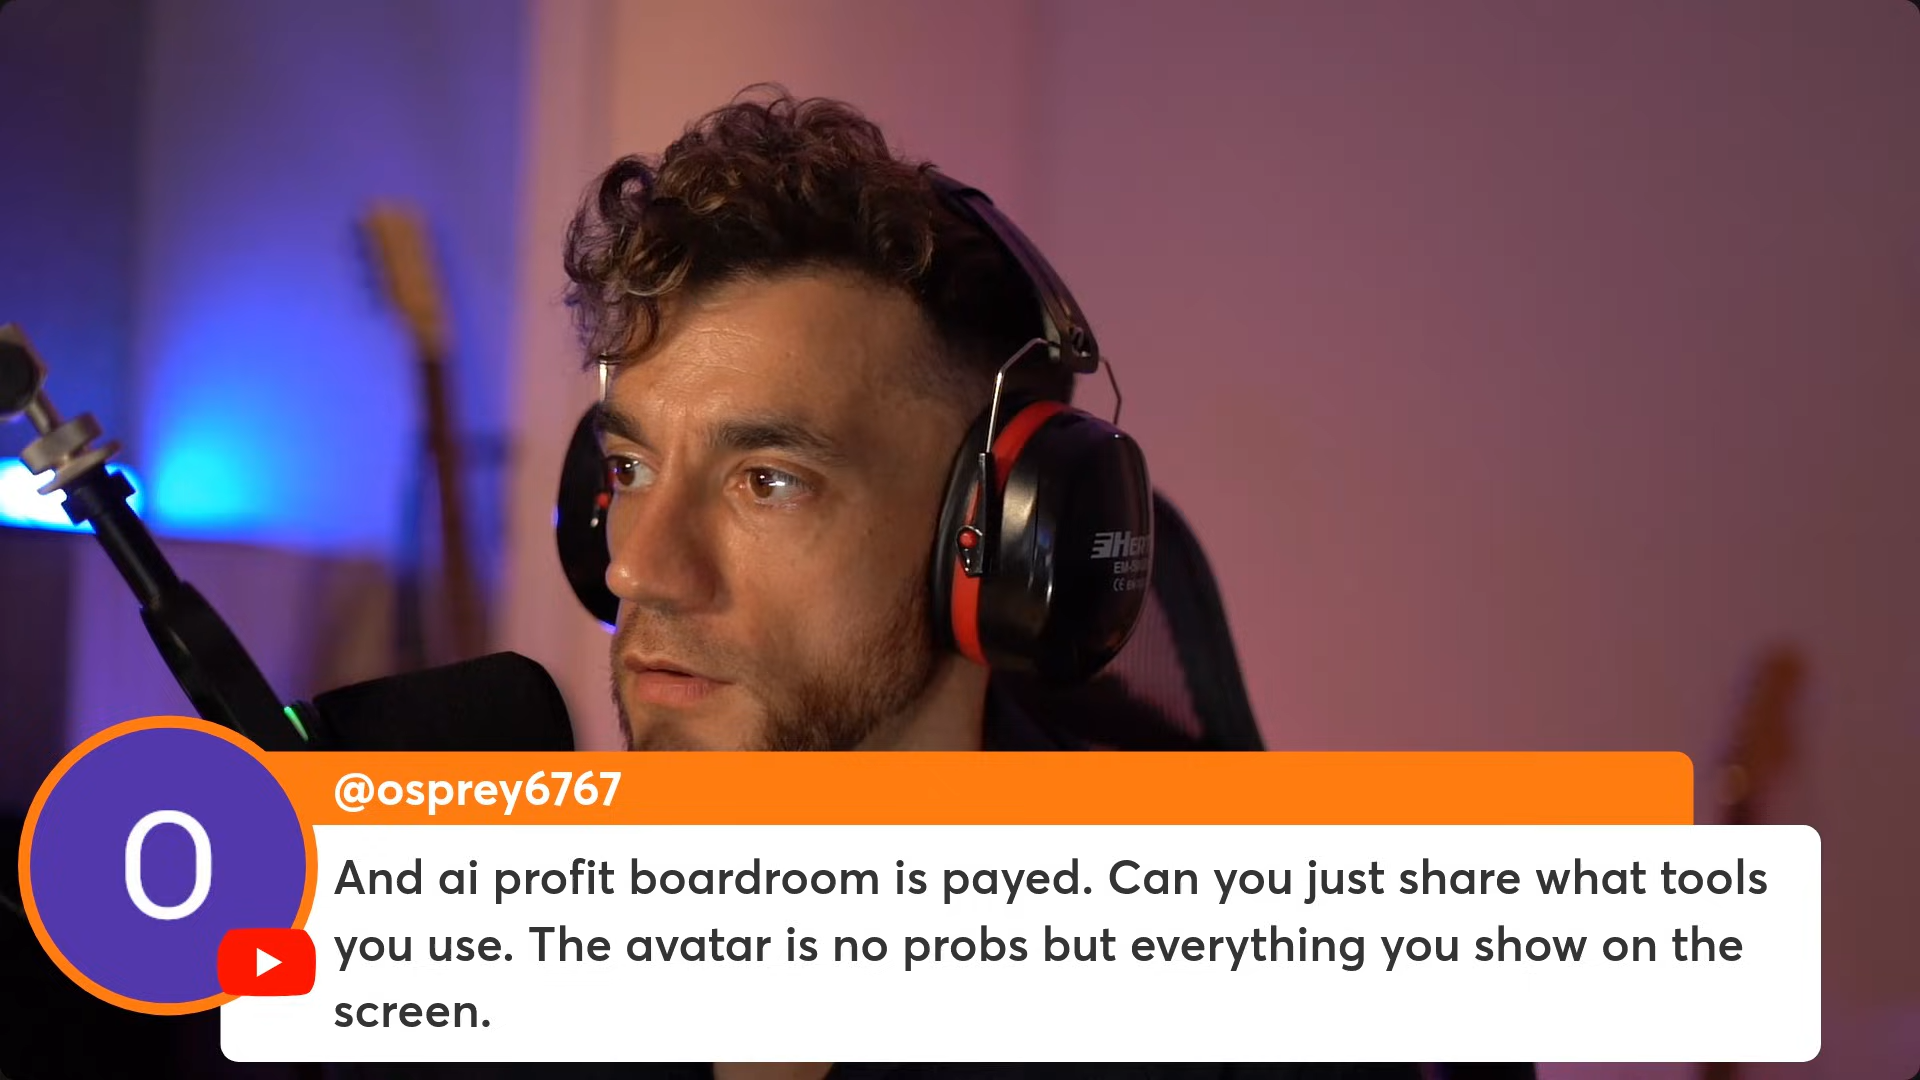 @osprey6767
O
And ai profit boardroom is payed. Can you just share what tools
you use. The avatar is no probs but everything you show on the
screen.